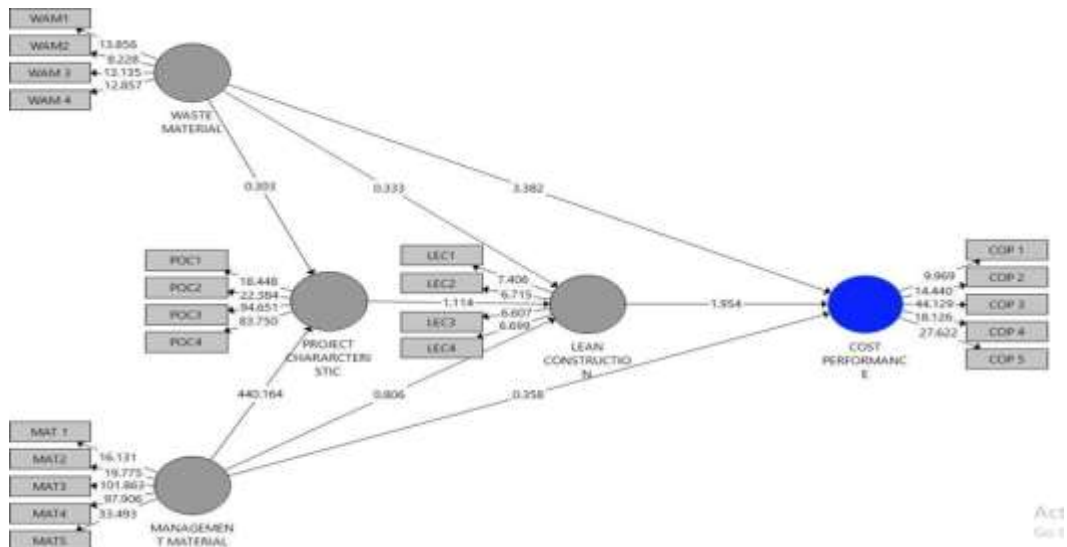 WAM1
13.856
WAM2
8.228
WAM 3
12.135
WAM 4
12.857
WASTE
MATERIAL
0.303
0.333
3.382
POC1
18.448
POC2
22.384
POC3
94.651
POC4
83.750
PROJECT
CHARARCTERI
STIC
1.114
LEC1
7.406
LEC2
6.715
LEC3
6.607
LEC4
6.699
LEAN
CONSTRUCTIO
N
1.954
COST
PERFORMANC
E
COP 1
9.969
COP 2
14.440
COP 3
44.129
COP 4
18.126
COP 5
27.622
440.164
0.806
0.358
MAT 1
16.131
MAT2
19.775
MAT3
101.863
MAT4
97.906
MAT5
33.493
MANAGEMEN
T MATERIAL
Act